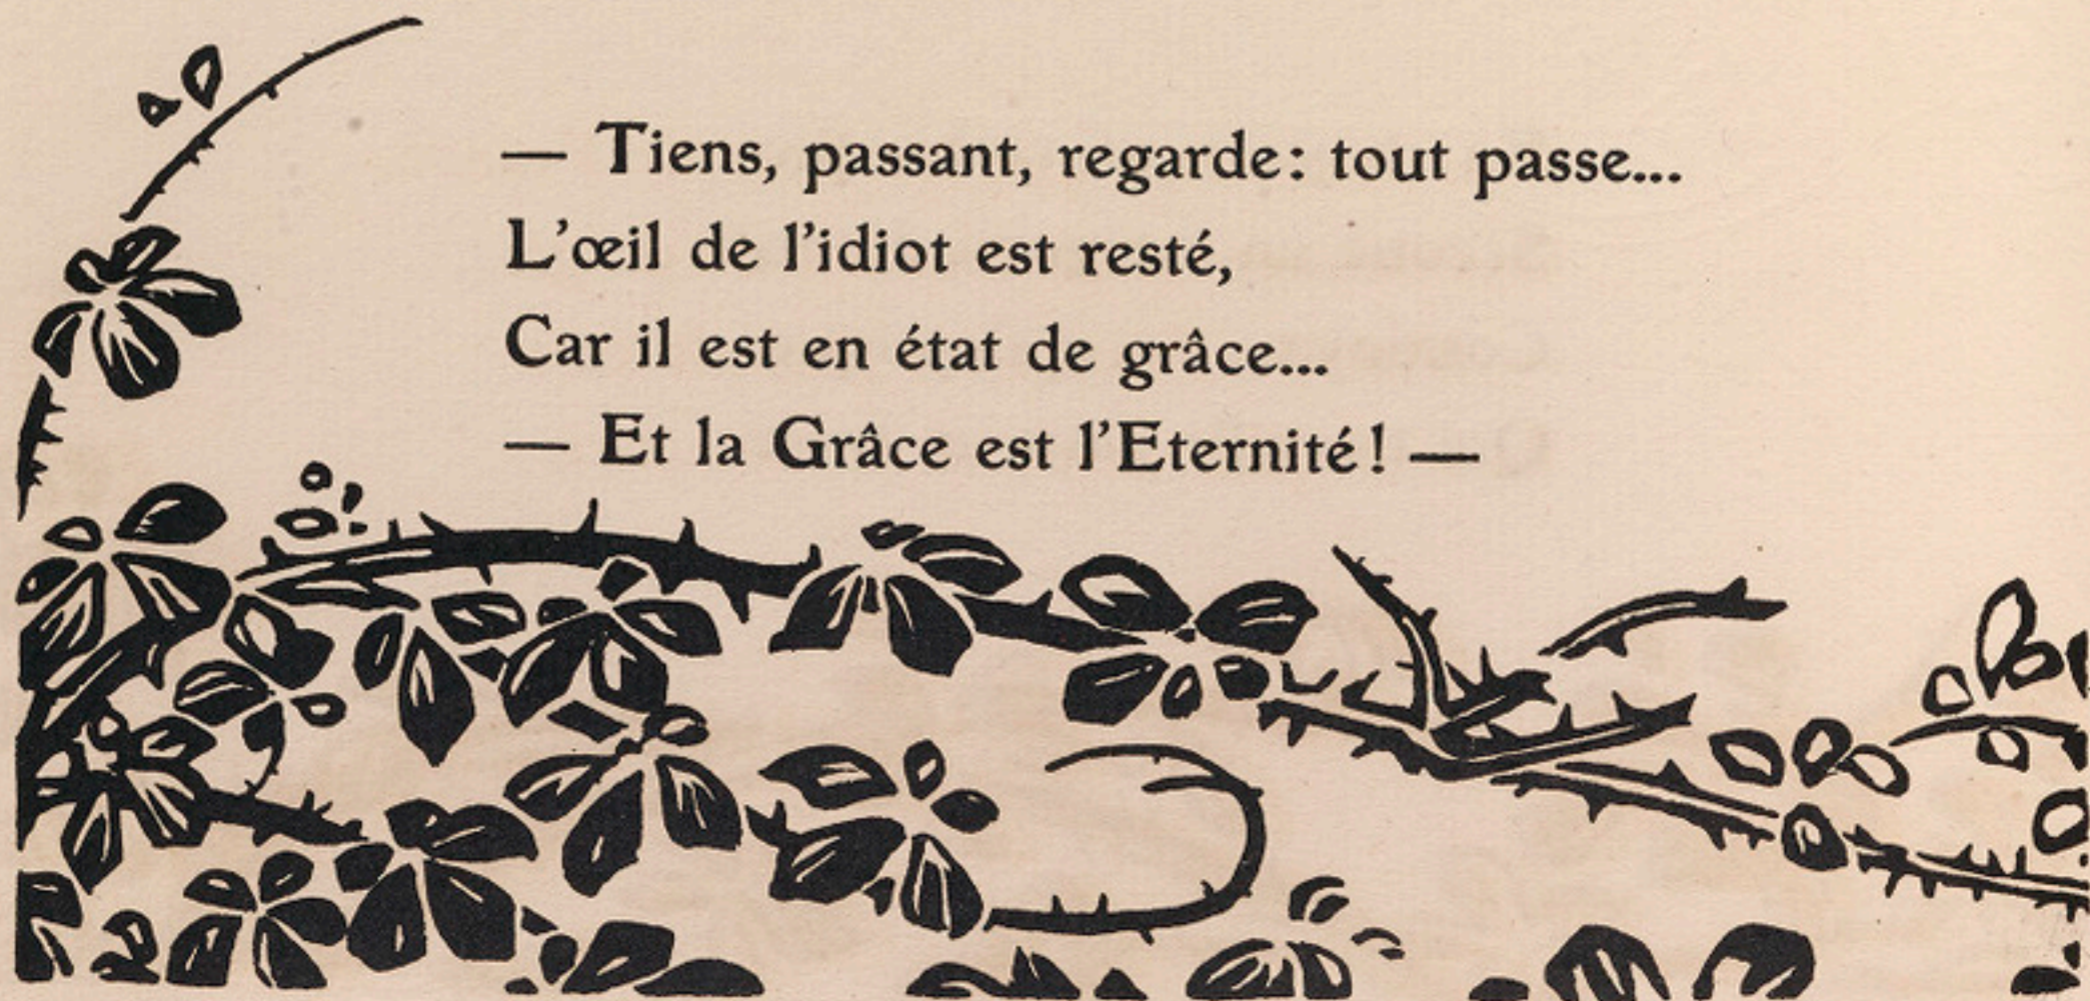 — Tiens, passant, regarde: tout passe...
L’œil de l’idiot est resté,
Car il est en état de grâce...
— Et la Grâce est l’Eternité! —